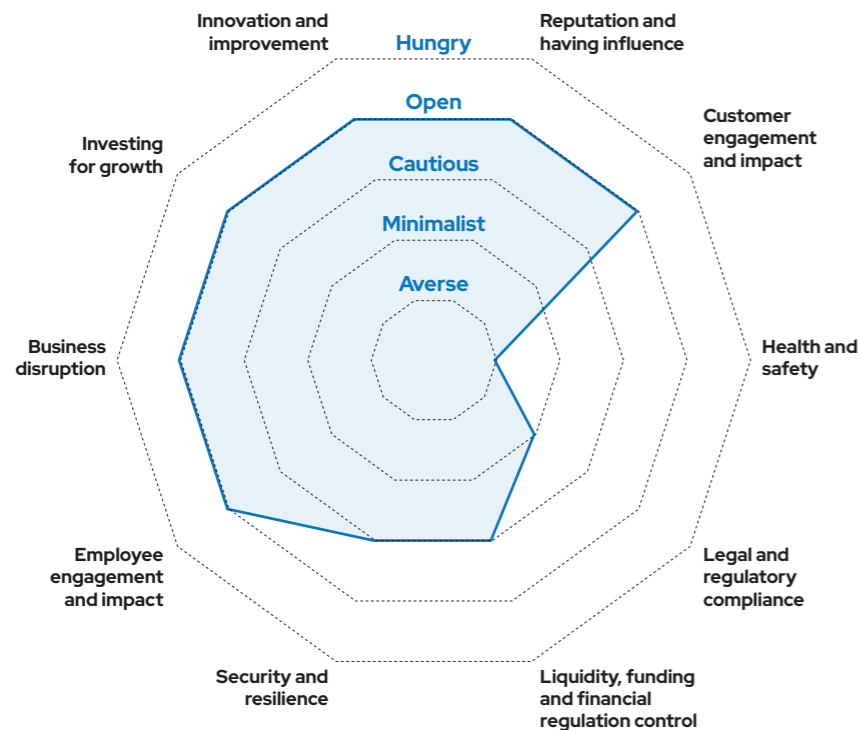 Innovation and
improvement
Hungry
Reputation and
having influence
Open
Customer
engagement
and impact
Investing
for growth
Cautious
Minimalist
Averse
Business
disruption
Health and
safety
Employee
engagement
and impact
Legal and
regulatory
compliance
Security and
resilience
Liquidity, funding
and financial
regulation control